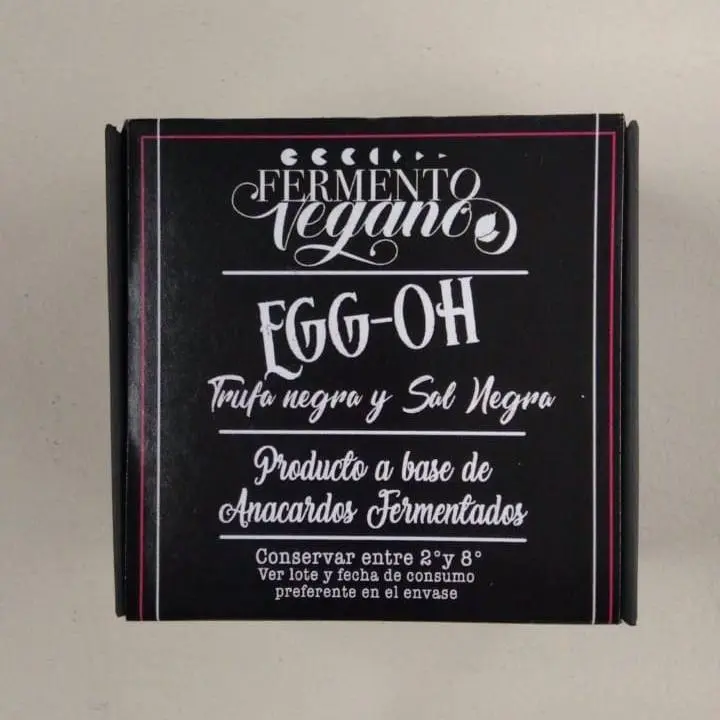 FERMENTO
Vegano
EGG-OH
Trufa negra y Sal Negra
Producto a base de
Anacardos Fermentados
Conservar entre 2° y 8°
Ver lote y fecha de consumo
preferente en el envase